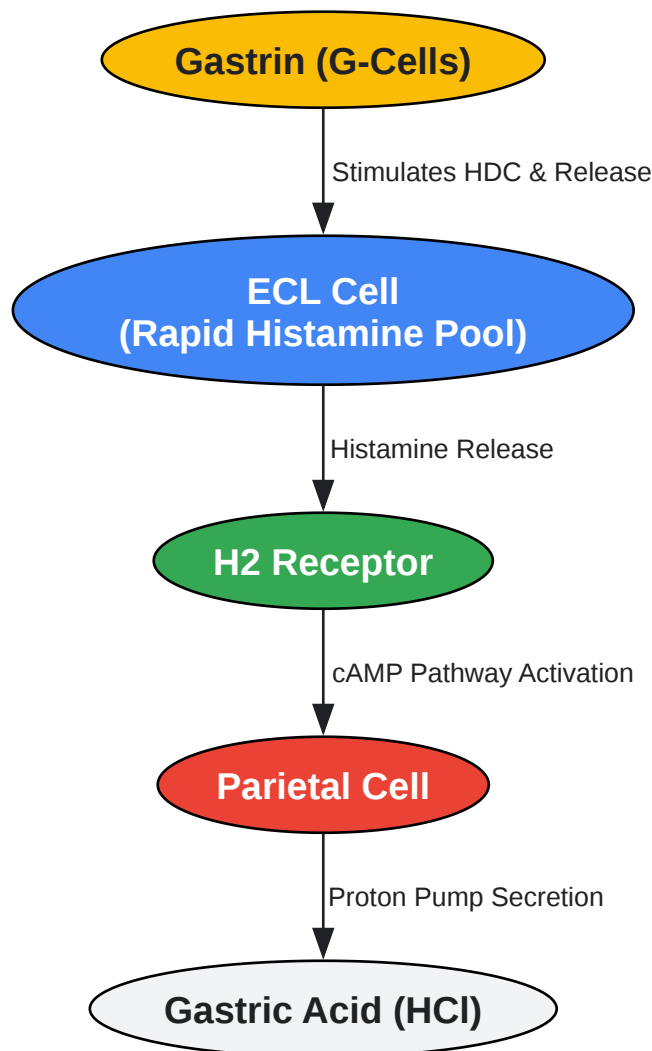 Gastrin (G-Cells)
Stimulates HDC & Release
ECL Cell
(Rapid Histamine Pool)
Histamine Release
H2 Receptor
cAMP Pathway Activation
Parietal Cell
Proton Pump Secretion
Gastric Acid (HCl)